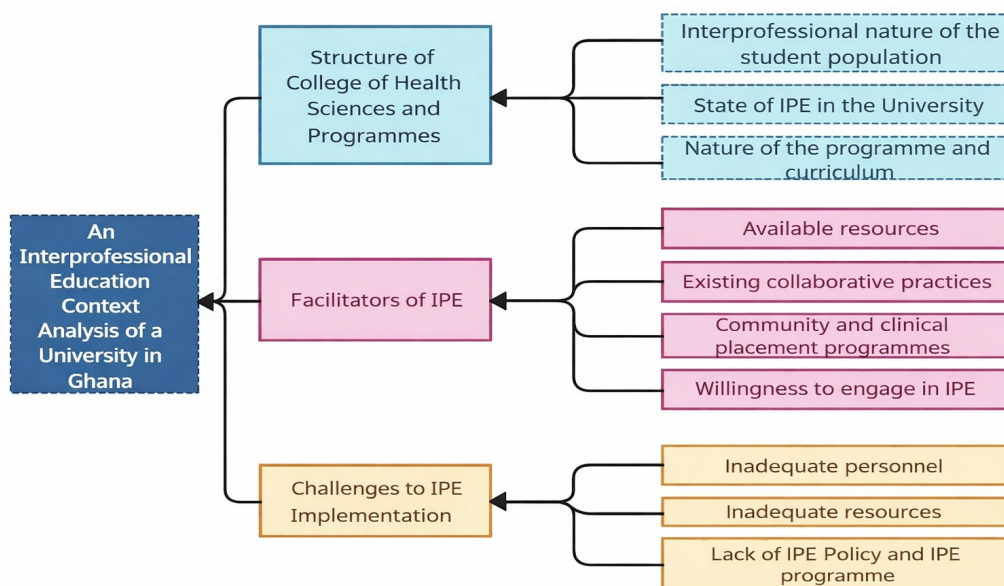 An
Interprofessional
Education
Context
Analysis of a
University in
Ghana
Structure of
College of Health
Sciences and
Programmes
Interprofessional nature of the
student population
State of IPE in the University
Nature of the programme and
curriculum
Facilitators of IPE
Available resources
Existing collaborative practices
Community and clinical
placement programmes
Willingness to engage in IPE
Challenges to IPE
Implementation
Inadequate personnel
Inadequate resources
Lack of IPE Policy and IPE
programme